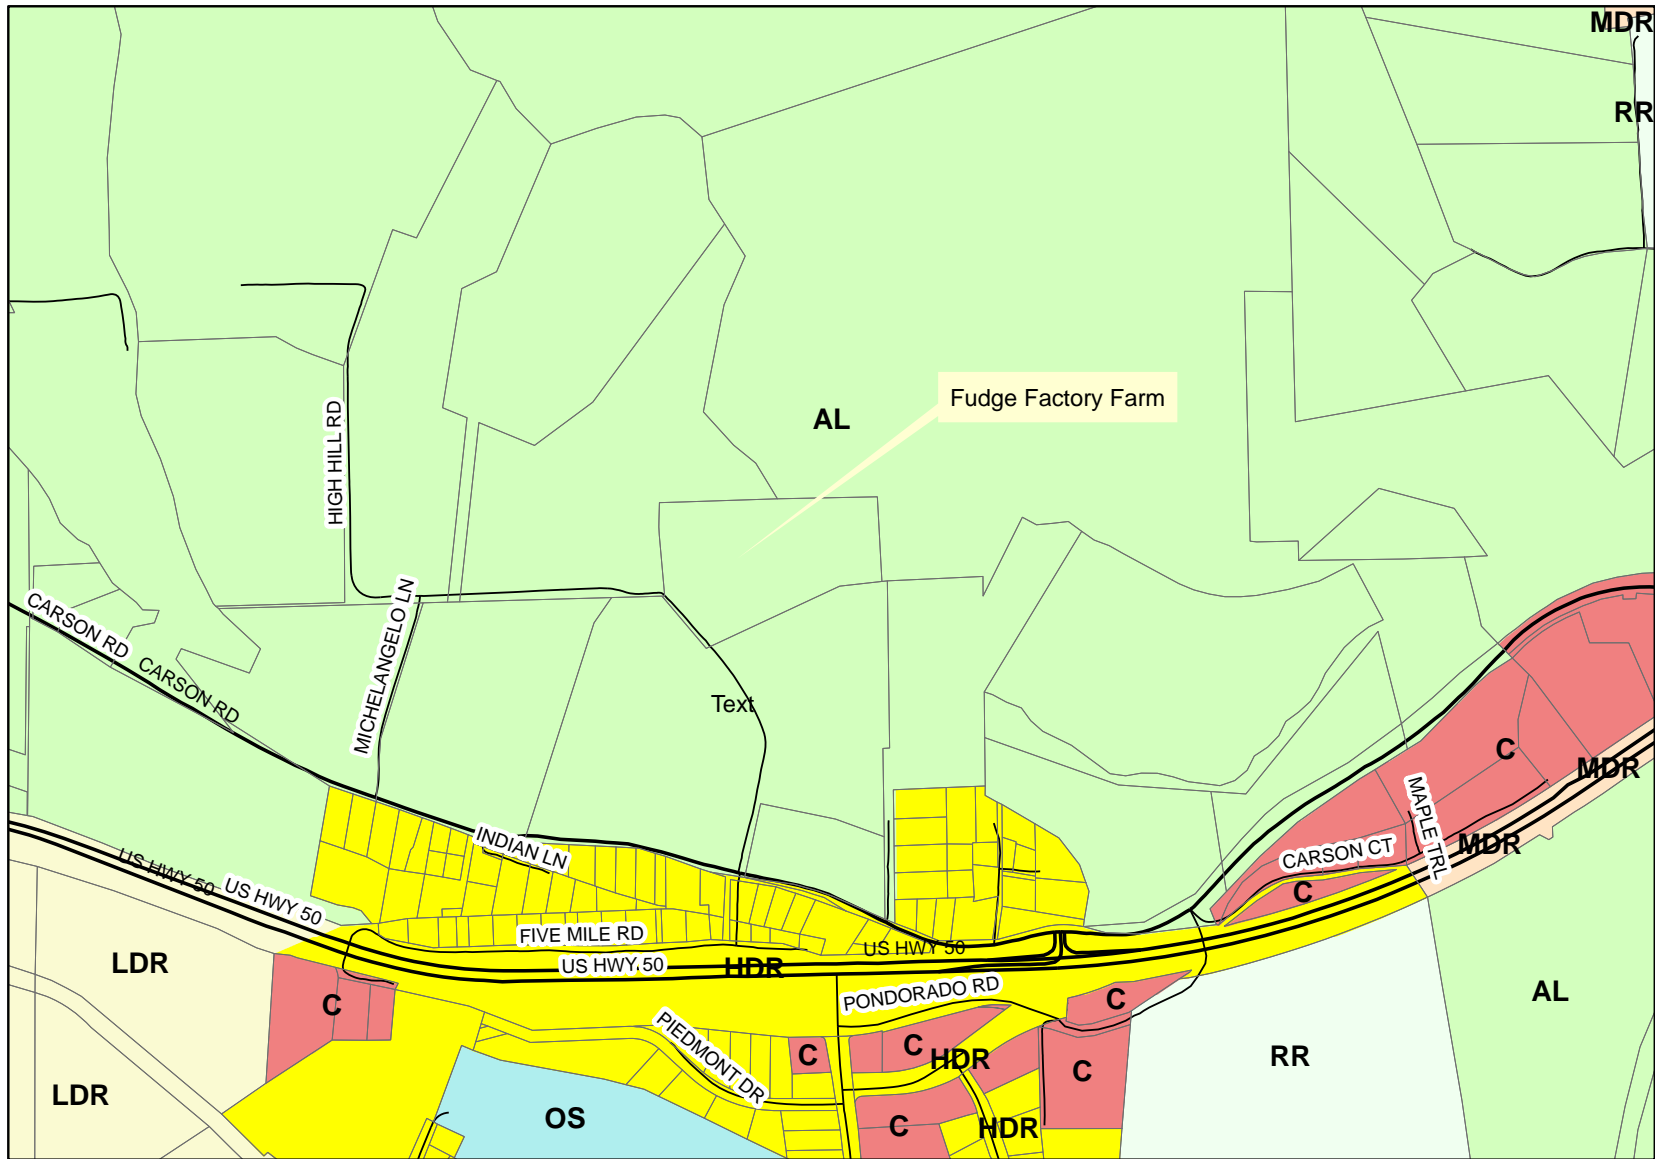 MDR
RR
Fudge Factory Farm
AL
HIGH HILL RD
MICHELANGELO LN
CARSON RD
CARSON RD
Text
C
MDR
MAPLE TRL
MDR
CARSON CT
C
INDIAN LN
US HWY 50
US HWY 50
FIVE MILE RD
US HWY 50
US HWY 50
HDR
LDR
C
PONDORADO RD
C
AL
PIEDMONT DR
C
C
HDR
C
RR
LDR
OS
C
HDR